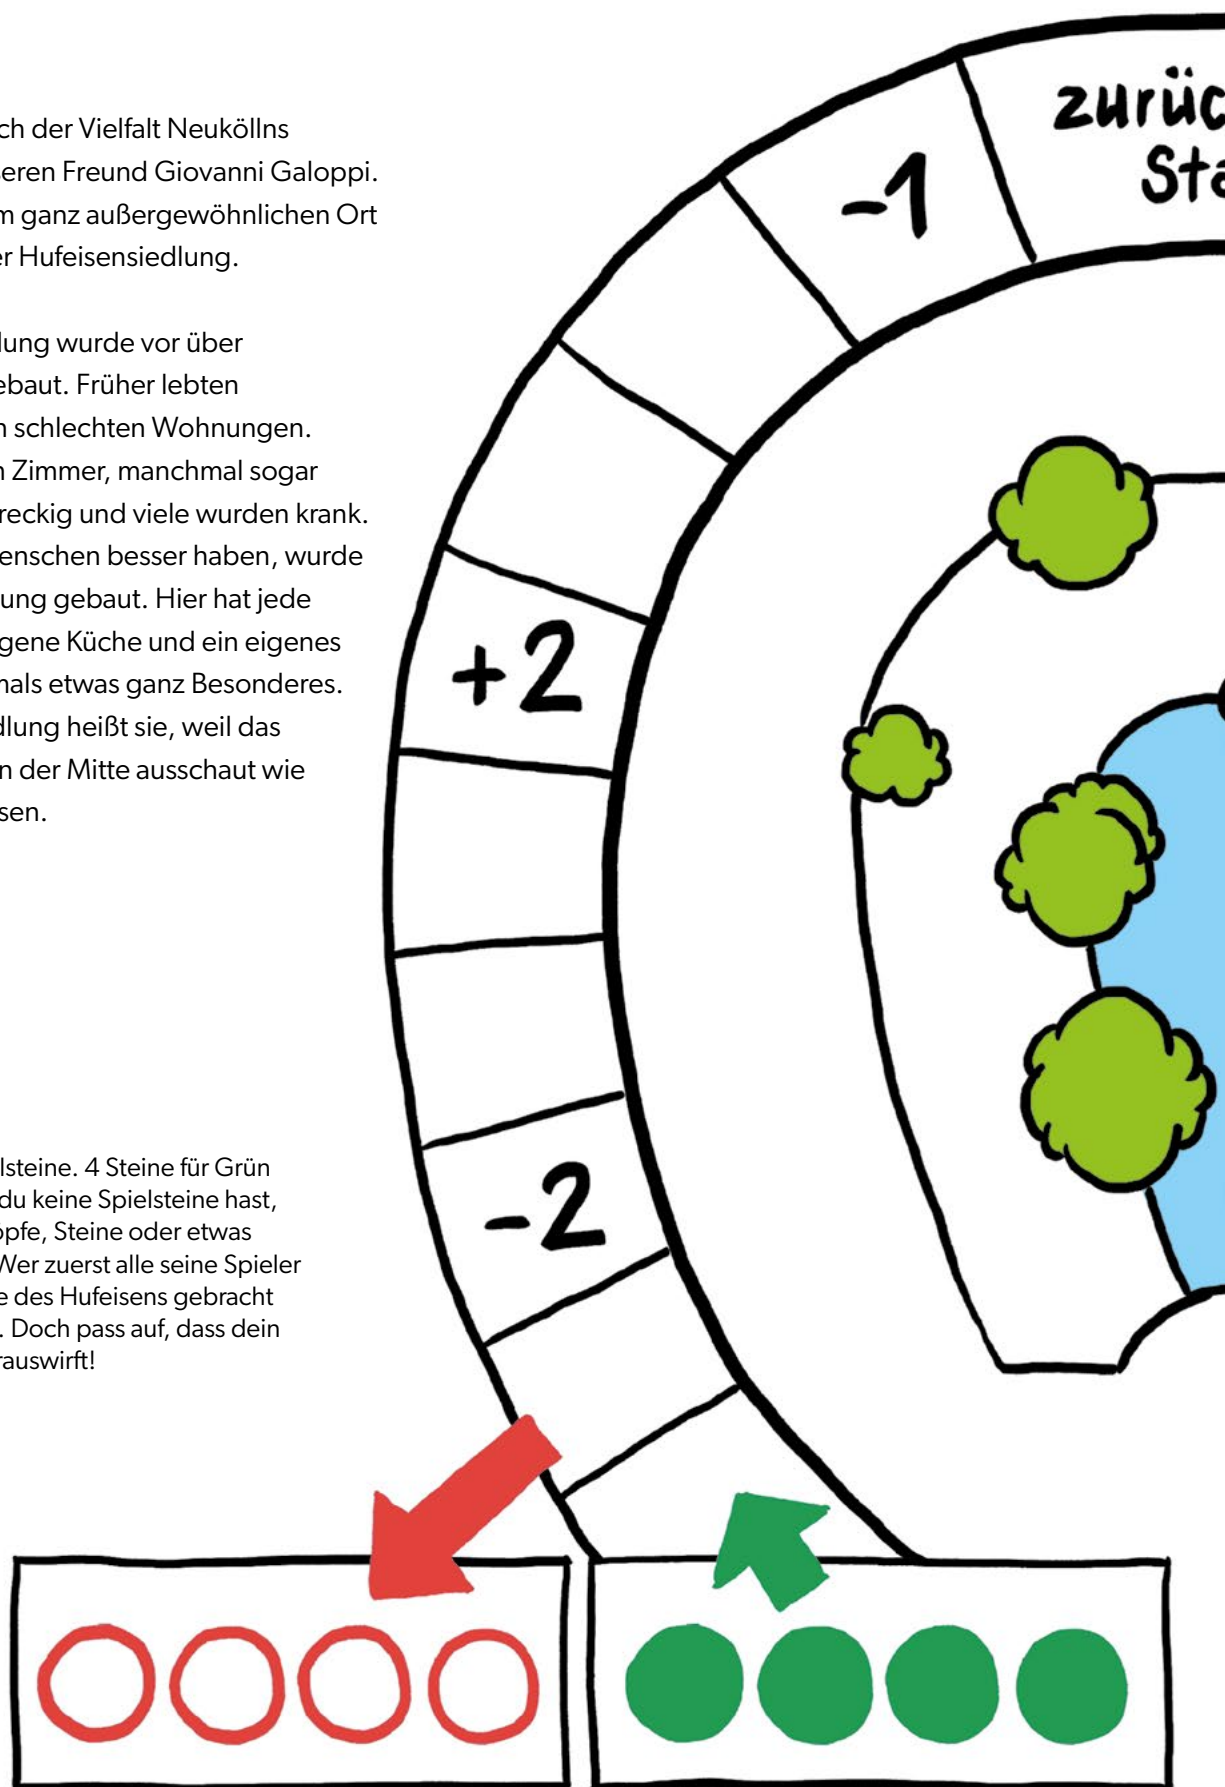 ch der Vielfalt Neuköllns
eren Freund Giovanni Galoppi.
m ganz außergewöhnlichen Ort
er Hufeisensiedlung.
lung wurde vor über
ebaut. Früher lebten
n schlechten Wohnungen.
n Zimmer, manchmal sogar
reckig und viele wurden krank.
enschen besser haben, wurde
ung gebaut. Hier hat jede
gene Küche und ein eigenes
mals etwas ganz Besonderes.
dlung heißt sie, weil das
n der Mitte ausschaut wie
sen.
lsteine. 4 Steine für Grün
du keine Spielsteine hast,
öpfe, Steine oder etwas
Wer zuerst alle seine Spieler
e des Hufeisens gebracht
. Doch pass auf, dass dein
rauswirft!
zurüc
Sta
-1
+2
-2